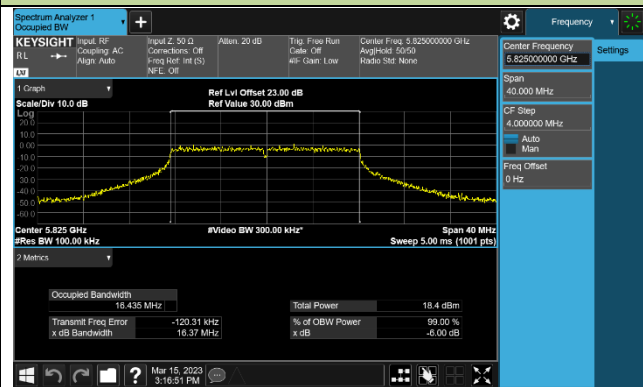 Spectrum Analyzer 1
Occupied BW
Frequency
KEYSIGHT
RL
LXI
Input: RF
Coupling: AC
Align: Auto
Input Z: 50 Ω
Corrections: Off
Freq Ref: Int (S)
NFE: Off
Atten: 20 dB
Trig: Free Run
Gate: Off
#IF Gain: Low
Center Freq: 5.825000000 GHz
Avg|Hold: 50/50
Radio Std: None
Center Frequency
5.825000000 GHz
Settings
Span
40.000 MHz
CF Step
4.000000 MHz
Auto
Man
Freq Offset
0 Hz
1 Graph
Scale/Div 10.0 dB
Ref Lvl Offset 23.00 dB
Ref Value 30.00 dBm
Log
20.0
10.0
0.00
-10.0
-20.0
-30.0
-40.0
-50.0
-60.0
Center 5.825 GHz
#Res BW 100.00 kHz
#Video BW 300.00 kHz*
Span 40 MHz
Sweep 5.00 ms (1001 pts)
2 Metrics
Occupied Bandwidth
16.435 MHz
Total Power 18.4 dBm
Transmit Freq Error -120.31 kHz
% of OBW Power 99.00 %
x dB Bandwidth 16.37 MHz
x dB -6.00 dB
?
Mar 15, 2023
3:16:51 PM